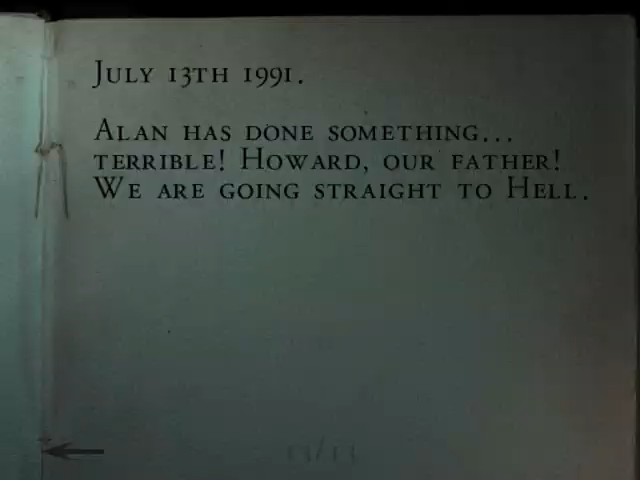 July 13th 1991.
Alan has done something...
terrible! Howard, our father!
We are going straight to Hell.
13/13